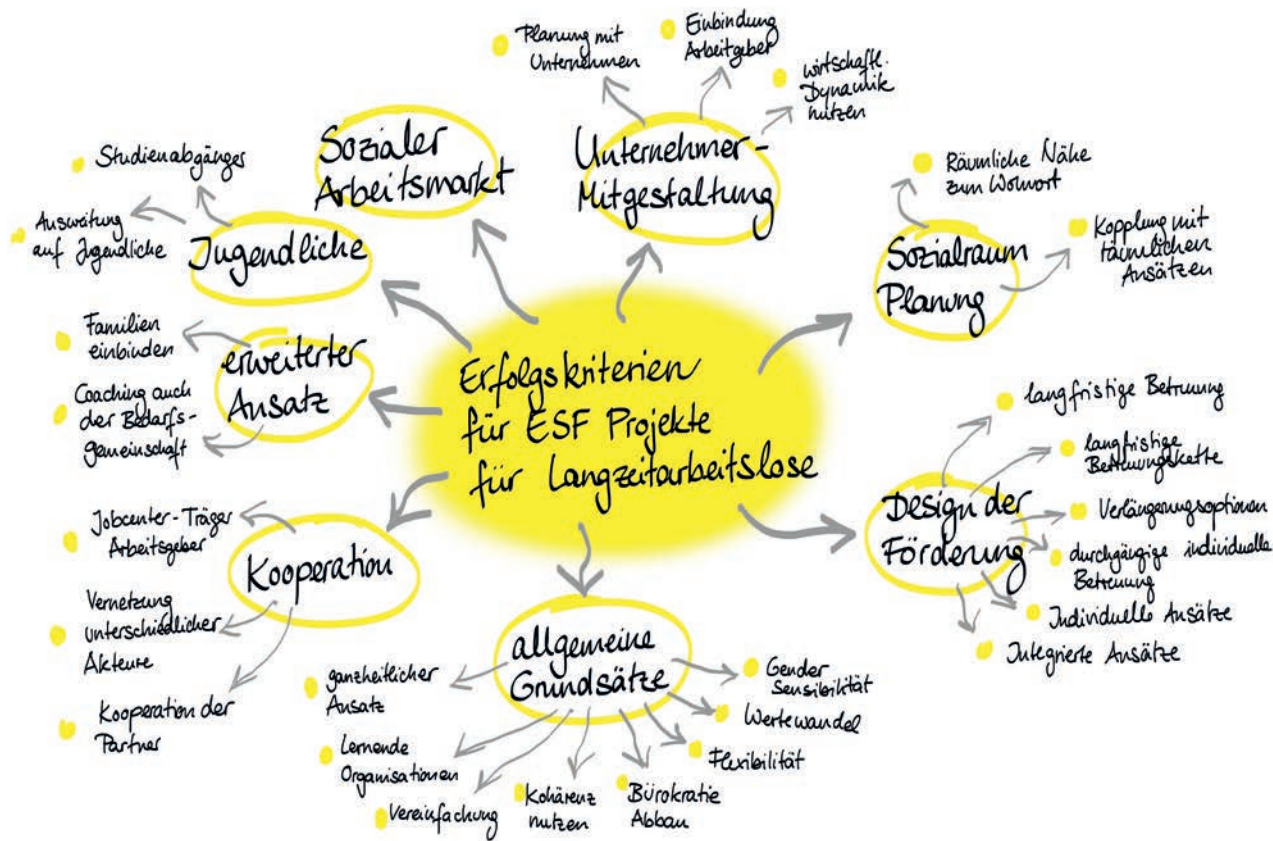 Erfolgskriterien
für ESF Projekte
für Langzeitarbeitslose
Sozialer
Arbeitsmarkt
Unternehmer-
Mitgestaltung
Planung mit
Unternehmen
Einbindung
Arbeitgeber
wirtschaftl.
Dynamik
nutzen
Sozialraum
Planung
Räumliche Nähe
zum Wohnort
Kopplung mit
räumlichen
Ansätzen
Design der
Förderung
langfristige Betreuung
langfristige
Betreuungskette
Verlängerungsoptionen
durchgängige individuelle
Betreuung
Individuelle Ansätze
Integrierte Ansätze
allgemeine
Grundsätze
Gender
Sensibilität
Wertewandel
Flexibilität
Bürokratie
Abbau
Kohärenz
nutzen
Vereinfachung
Lernende
Organisationen
ganzheitlicher
Ansatz
Kooperation
Jobcenter-Träger
Arbeitsgeber
Vernetzung
unterschiedlicher
Akteure
Kooperation der
Partner
erweiterter
Ansatz
Familien
einbinden
Coaching auch
der Bedarfs-
gemeinschaft
Jugendliche
Studienabgänger
Ausweitung
auf Jugendliche